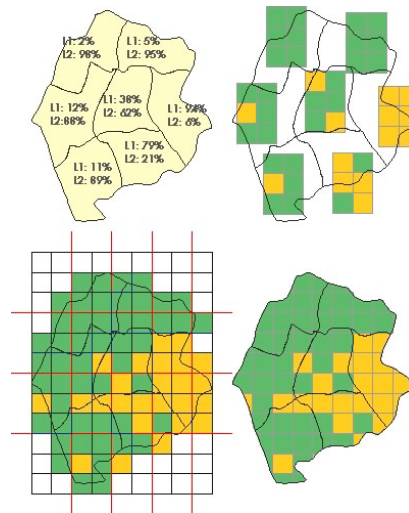 L1: 2%
L2: 98%
L1: 5%
L2: 95%
L1: 12%
L2:88%
L1: 38%
L2: 62%
L1: 94%
L2: 6%
L1: 79%
L2: 21%
L1: 11%
L2: 89%